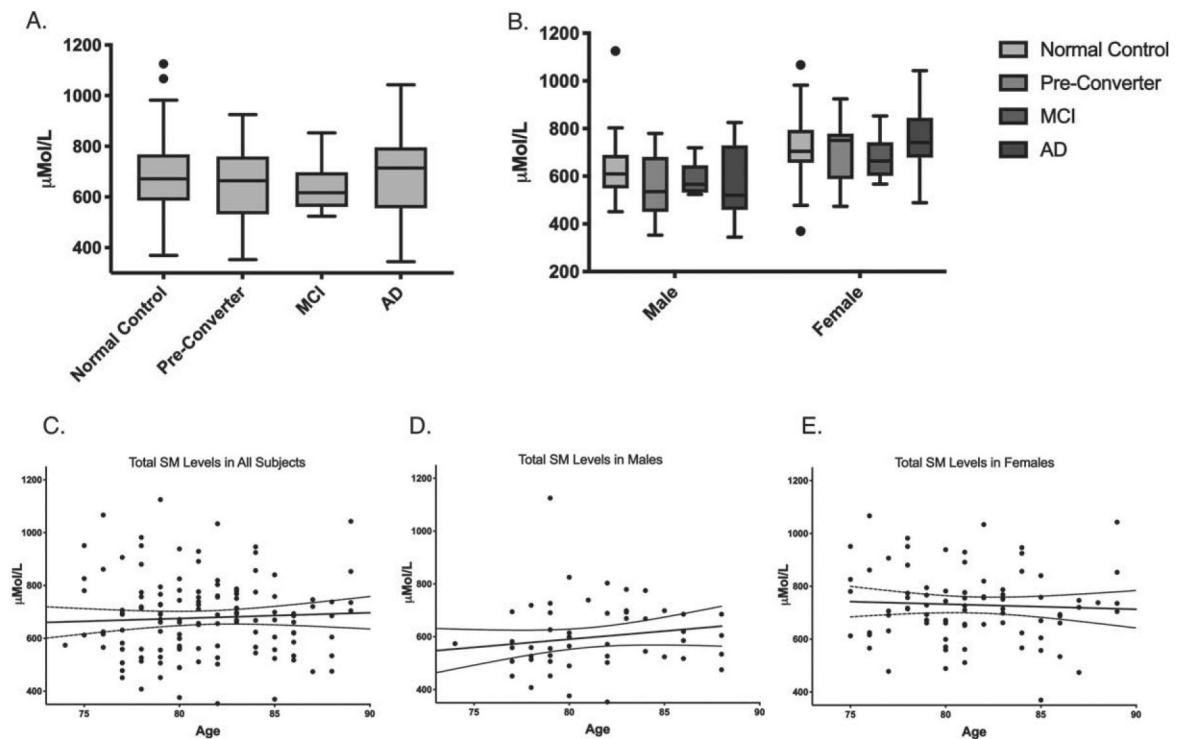 A.
μMol/L
1200
1000
800
600
400
Normal Control
Pre-Converter
MCI
AD
B.
μMol/L
1200
1000
800
600
400
200
Male
Female
Normal Control
Pre-Converter
MCI
AD
C.
Total SM Levels in All Subjects
μMol/L
1200
1000
800
600
400
75 80 85 90
Age
D.
Total SM Levels in Males
μMol/L
1200
1000
800
600
400
75 80 85 90
Age
E.
Total SM Levels in Females
μMol/L
1200
1000
800
600
400
75 80 85 90
Age